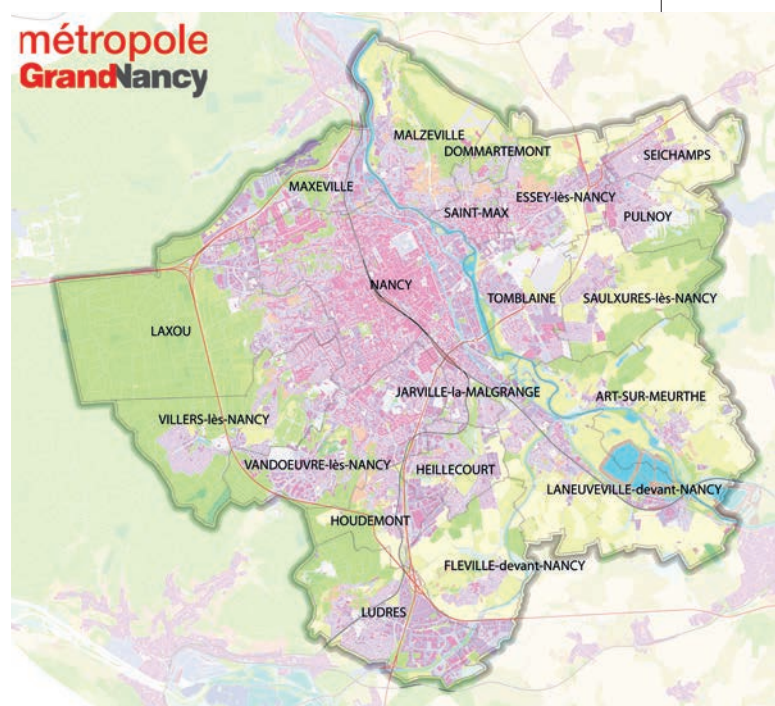 métropole
GrandNancy
MALZEVILLE
DOMMARTEMONT
SEICHAMPS
MAXEVILLE
ESSEY-lès-NANCY
SAINT-MAX
PULNOY
NANCY
TOMBLAINE
SAULXURES-lès-NANCY
LAXOU
JARVILLE-la-MALGRANGE
ART-SUR-MEURTHE
VILLERS-lès-NANCY
VANDOEUVRE-lès-NANCY
HEILLECOURT
LANEUVEVILLE-devant-NANCY
HOUDEMONT
FLEVILLE-devant-NANCY
LUDRES